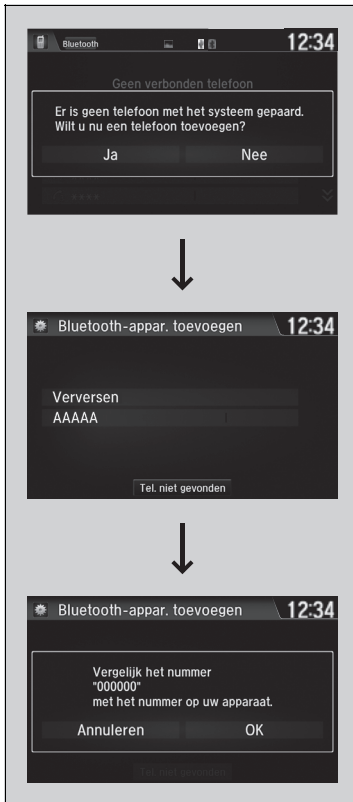 Bluetooth
12:34
Geen verbonden telefoon
Er is geen telefoon met het systeem gepaard.
Wilt u nu een telefoon toevoegen?
Ja Nee
Bluetooth-appar. toevoegen 12:34
Verversen
AAAAA
Tel. niet gevonden
Bluetooth-appar. toevoegen 12:34
Vergelijk het nummer
"000000"
met het nummer op uw apparaat.
Annuleren OK
Tel. niet gevonden